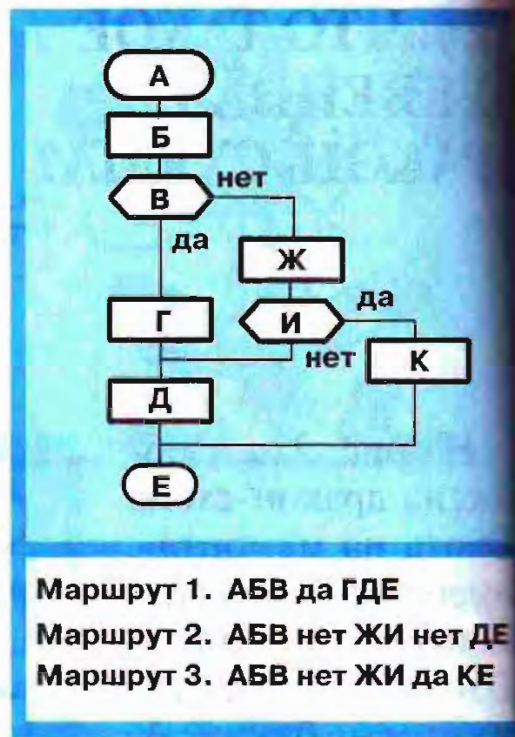 А
Б
В
нет
да
Ж
Г
И
да
нет
К
Д
Е
Маршрут 1. АБВ да ГДЕ
Маршрут 2. АБВ нет ЖИ нет ДЕ
Маршрут 3. АБВ нет ЖИ да КЕ